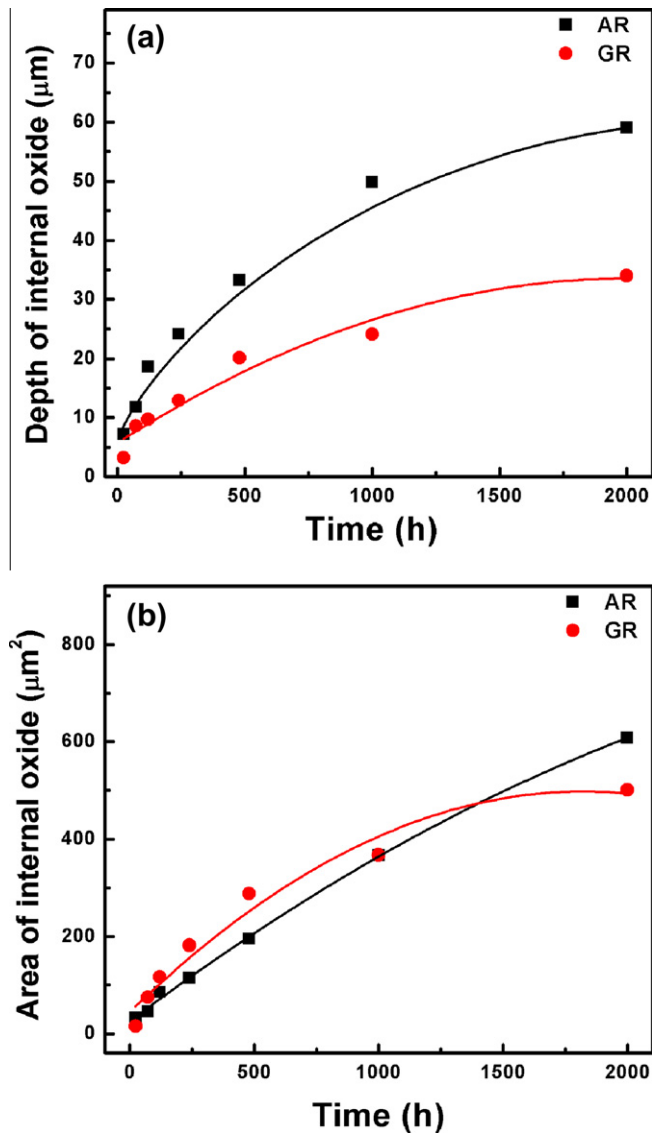 (a)
AR
GR
70
60
50
40
30
20
10
0
Depth of internal oxide (μm)
0 500 1000 1500 2000
Time (h)
(b)
AR
GR
800
600
400
200
0
Area of internal oxide (μm²)
0 500 1000 1500 2000
Time (h)